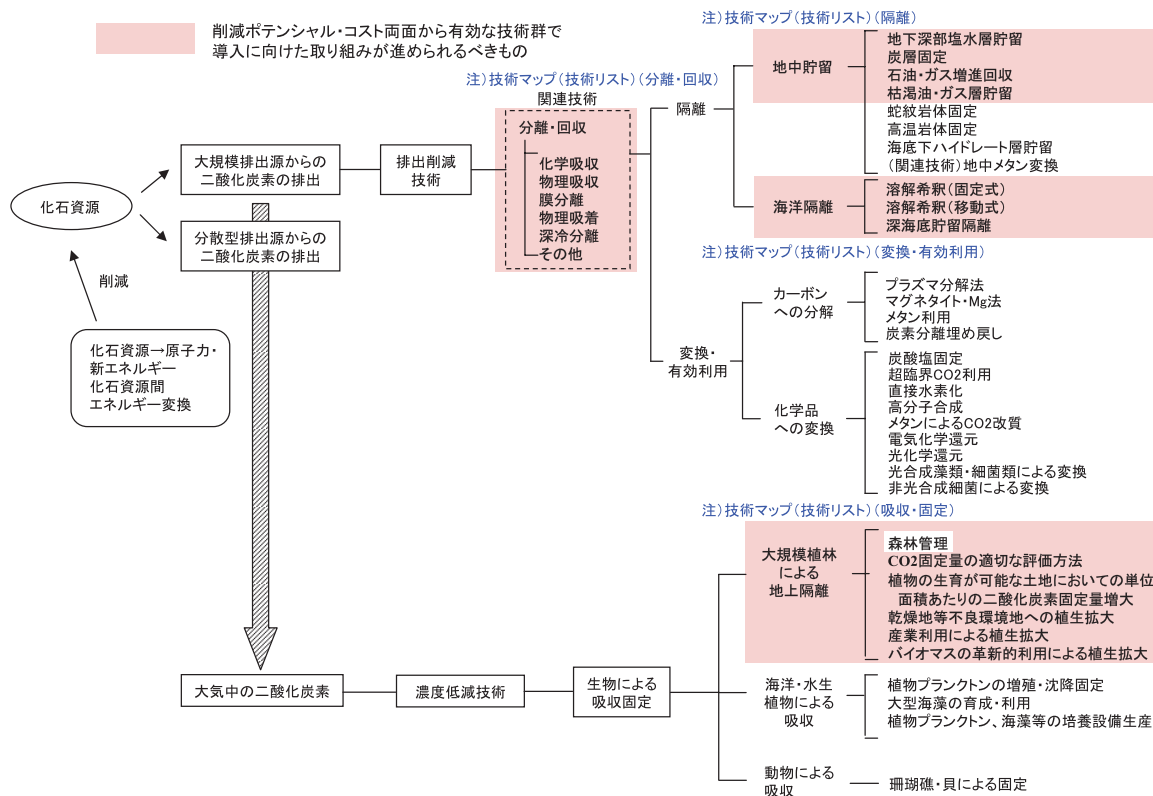 削減ポテンシャル・コスト両面から有効な技術群で
導入に向けた取り組みが進められるべきもの
化石資源
削減
化石資源→原子力・
新エネルギー
化石資源間
エネルギー変換
大規模排出源からの
二酸化炭素の排出
分散型排出源からの
二酸化炭素の排出
排出削減
技術
注）技術マップ（技術リスト）（分離・回収）
関連技術
分離・回収
化学吸収
物理吸収
膜分離
物理吸着
深冷分離
その他
隔離
注）技術マップ（技術リスト）（隔離）
地中貯留
地下深部塩水層貯留
炭層固定
石油・ガス増進回収
枯渇油・ガス層貯留
蛇紋岩体固定
高温岩体固定
海底下ハイドレート層貯留
（関連技術）地中メタン変換
海洋隔離
溶解希釈（固定式）
溶解希釈（移動式）
深海底貯留隔離
注）技術マップ（技術リスト）（変換・有効利用）
変換・
有効利用
カーボン
への分解
プラズマ分解法
マグネタイト・Mg法
メタン利用
炭素分離埋め戻し
化学品
への変換
炭酸塩固定
超臨界CO2利用
直接水素化
高分子合成
メタンによるCO2改質
電気化学還元
光化学還元
光合成藻類・細菌類による変換
非光合成細菌による変換
注）技術マップ（技術リスト）（吸収・固定）
大気中の二酸化炭素
濃度低減技術
生物による
吸収固定
大規模植林
による
地上隔離
森林管理
CO2固定量の適切な評価方法
植物の生育が可能な土地においての単位
面積あたりの二酸化炭素固定量増大
乾燥地等不良環境地への植生拡大
産業利用による植生拡大
バイオマスの革新的利用による植生拡大
海洋・水生
植物による
吸収
植物プランクトンの増殖・沈降固定
大型海藻の育成・利用
植物プランクトン、海藻等の培養設備生産
動物による
吸収
珊瑚礁・貝による固定